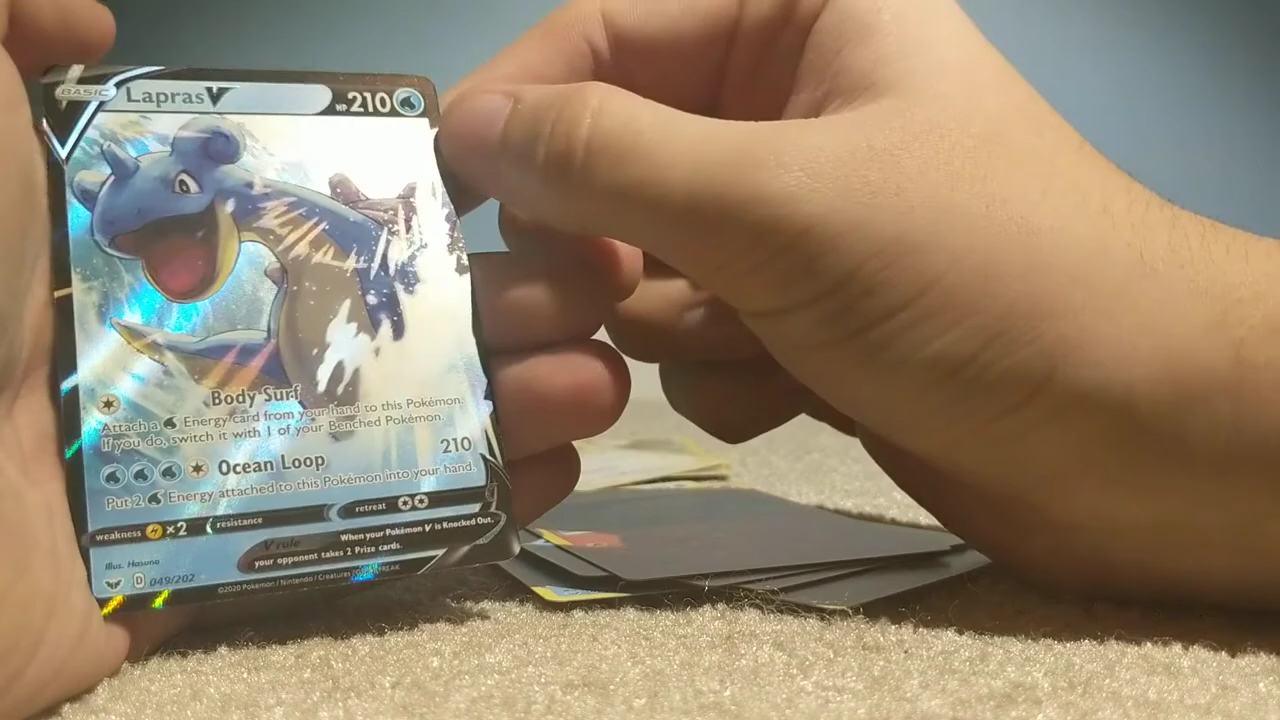 BASIC
Lapras V
HP 210
Body Surf
Attach a Energy card from your hand to this Pokémon.
If you do, switch it with 1 of your Benched Pokémon.
Ocean Loop 210
Put 2 Energy attached to this Pokémon into your hand.
weakness ×2 resistance retreat
V rule When your Pokémon V is Knocked Out,
your opponent takes 2 Prize cards.
Illus. Hasuno
D 049/202
©2020 Pokémon / Nintendo / Creatures / GAME FREAK